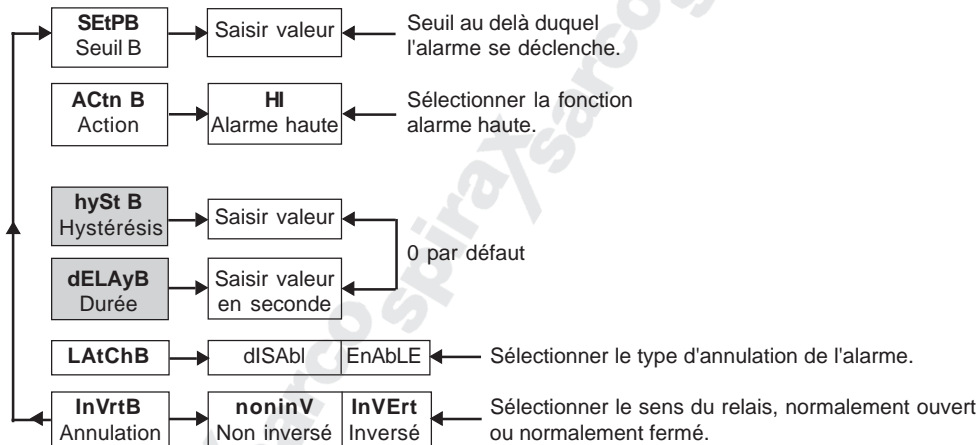 SEtPB
Seuil B
Saisir valeur
Seuil au delà duquel
l'alarme se déclenche.
ACtn B
Action
HI
Alarme haute
Sélectionner la fonction
alarme haute.
hySt B
Hystérésis
Saisir valeur
0 par défaut
dELAyB
Durée
Saisir valeur
en seconde
LAtChB
dISAbl
EnAbLE
Sélectionner le type d'annulation de l'alarme.
InVrtB
Annulation
noninV
Non inversé
InVErt
Inversé
Sélectionner le sens du relais, normalement ouvert
ou normalement fermé.
spirax sarco